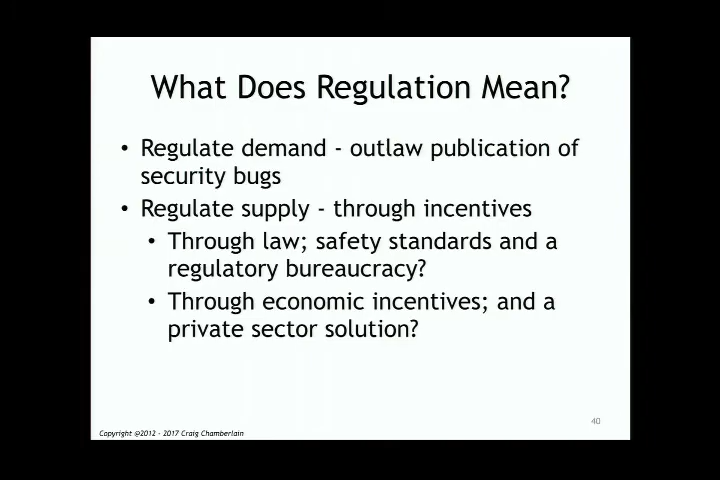 What Does Regulation Mean?
• Regulate demand - outlaw publication of
security bugs
• Regulate supply - through incentives
• Through law; safety standards and a
regulatory bureaucracy?
• Through economic incentives; and a
private sector solution?
40
Copyright @2012 - 2017 Craig Chamberlain